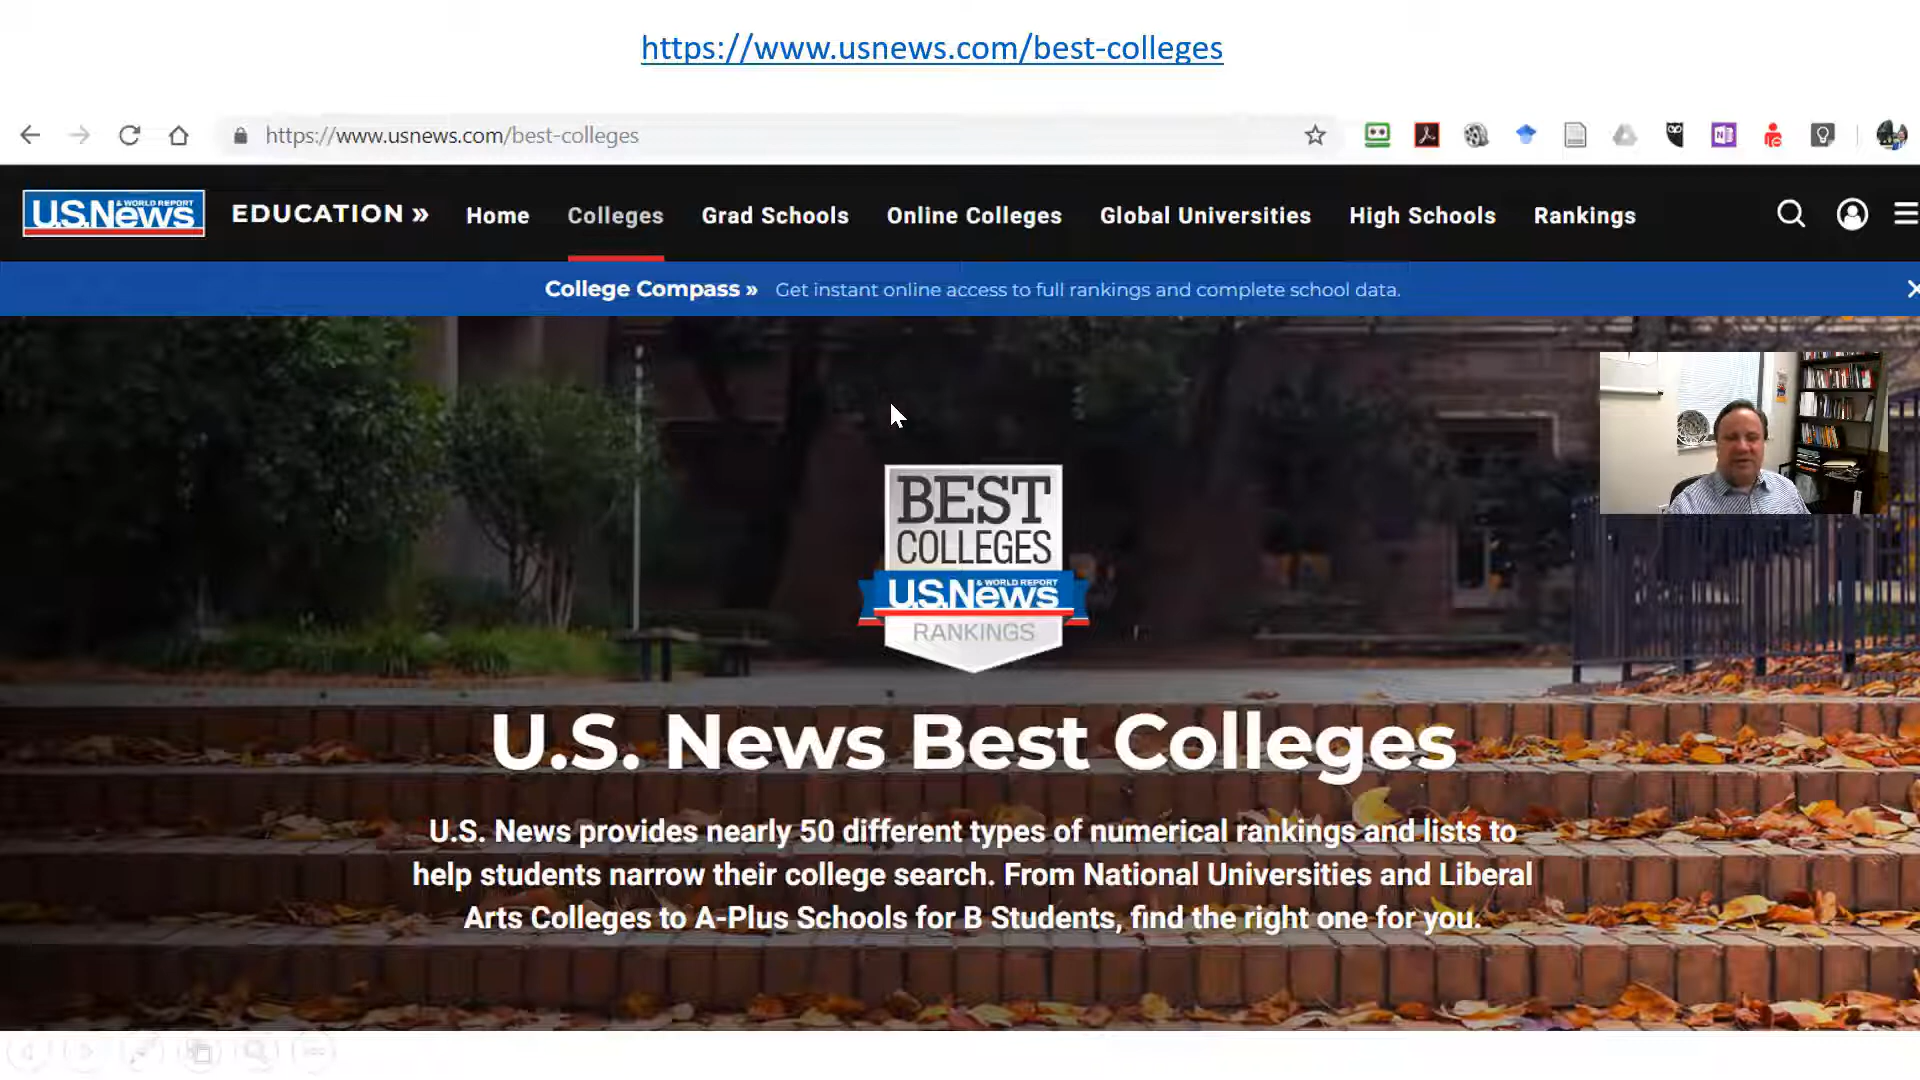 https://www.usnews.com/best-colleges
https://www.usnews.com/best-colleges
U.S.News & WORLD REPORT
EDUCATION »
Home
Colleges
Grad Schools
Online Colleges
Global Universities
High Schools
Rankings
College Compass » Get instant online access to full rankings and complete school data.
BEST
COLLEGES
U.S.News & WORLD REPORT
RANKINGS
U.S. News Best Colleges
U.S. News provides nearly 50 different types of numerical rankings and lists to
help students narrow their college search. From National Universities and Liberal
Arts Colleges to A-Plus Schools for B Students, find the right one for you.